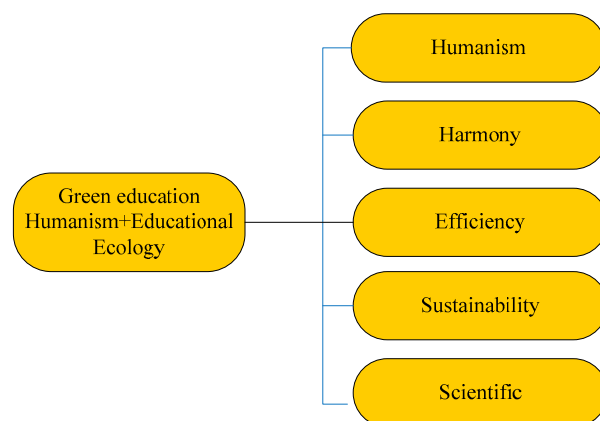 Humanism
Harmony
Green education
Humanism+Educational
Ecology
Efficiency
Sustainability
Scientific